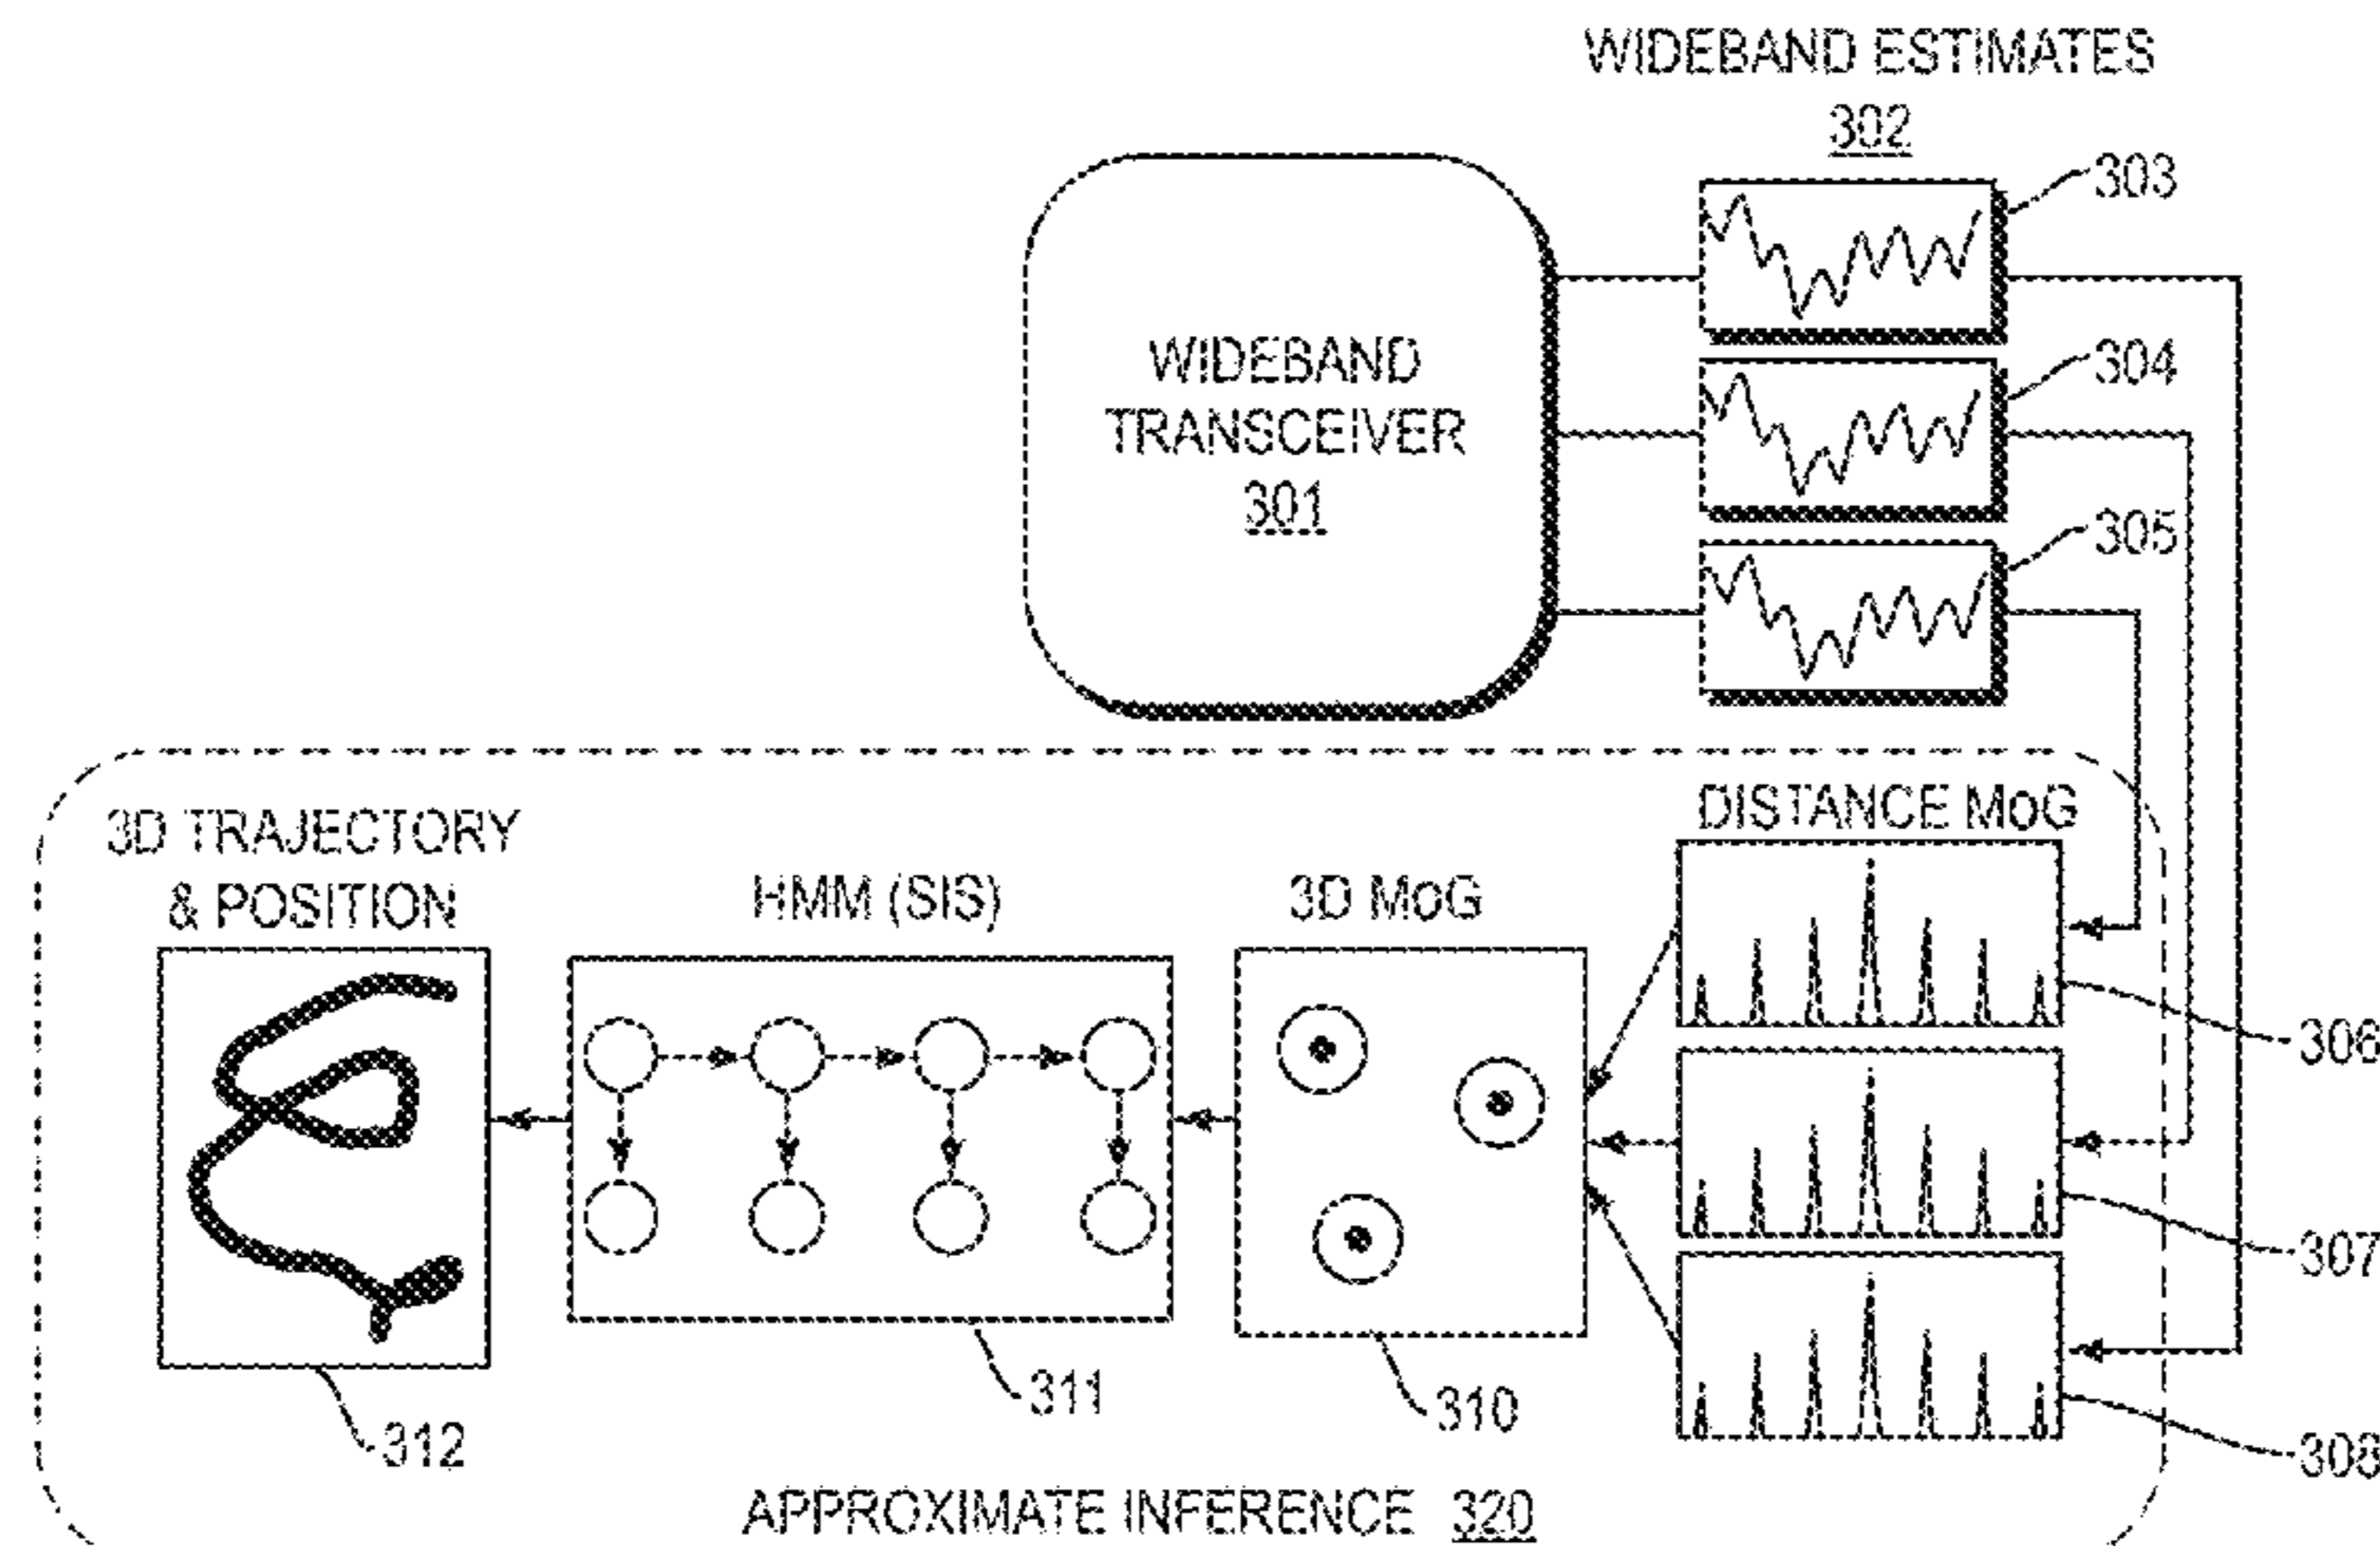 WIDEBAND ESTIMATES
302
303
WIDEBAND
TRANSCEIVER
301
304
305
DISTANCE MoG
3D TRAJECTORY
& POSITION
HMM (SIS)
3D MoG
306
307
308
310
311
312
APPROXIMATE INFERENCE 320